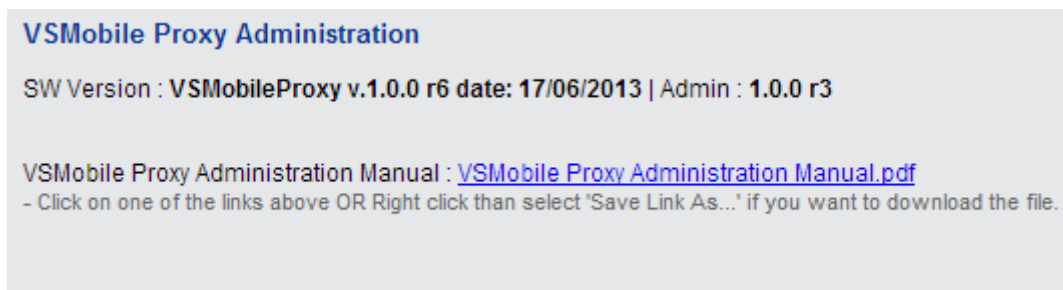 VSMobile Proxy Administration
SW Version : VSMobileProxy v.1.0.0 r6 date: 17/06/2013 | Admin : 1.0.0 r3
VSMobile Proxy Administration Manual : VSMobile Proxy Administration Manual.pdf
- Click on one of the links above OR Right click than select 'Save Link As...' if you want to download the file.